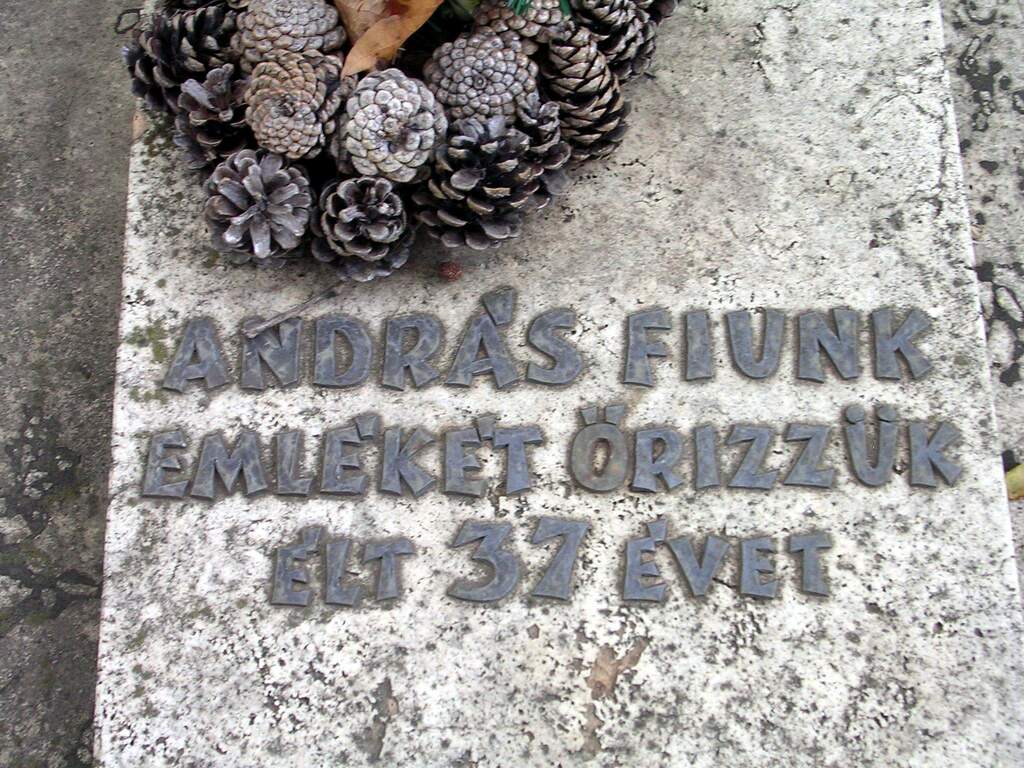 ANDRÁS FIUNK
EMLÉKÉT ŐRIZZÜK
ÉLT 37 ÉVET